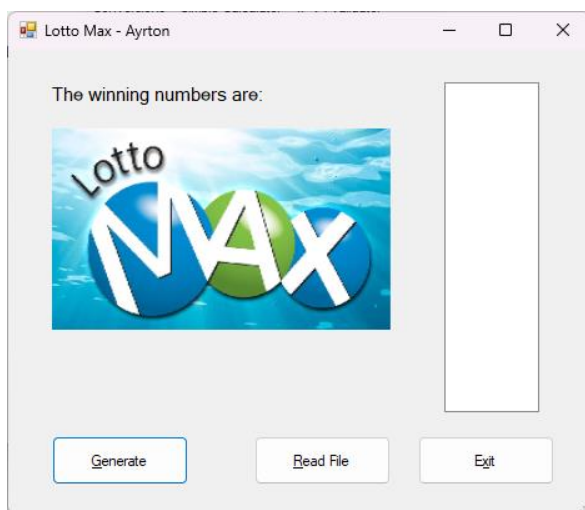 Lotto Max - Ayrton
The winning numbers are:
Lotto
MAX
Generate
Read File
Exit